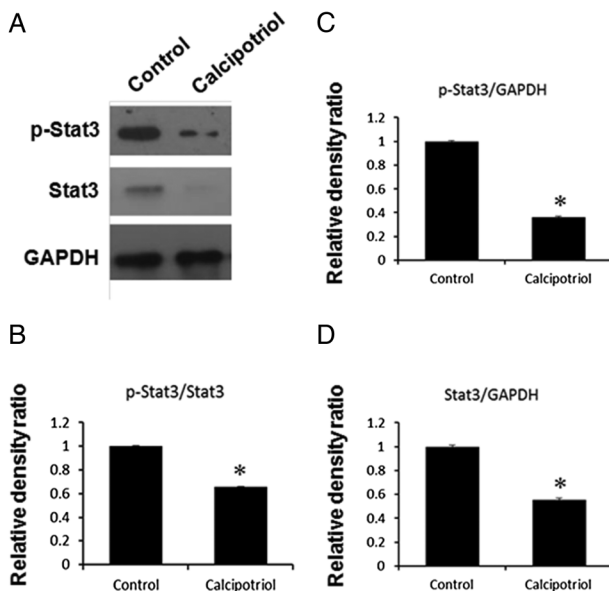 A
Control
Calcipotriol
p-Stat3
Stat3
GAPDH
C
p-Stat3/GAPDH
Relative density ratio
1.2
1
0.8
0.6
0.4
0.2
0
*
Control
Calcipotriol
B
p-Stat3/Stat3
Relative density ratio
1.2
1
0.8
0.6
0.4
0.2
0
*
Control
Calcipotriol
D
Stat3/GAPDH
Relative density ratio
1.2
1
0.8
0.6
0.4
0.2
0
*
Control
Calcipotriol